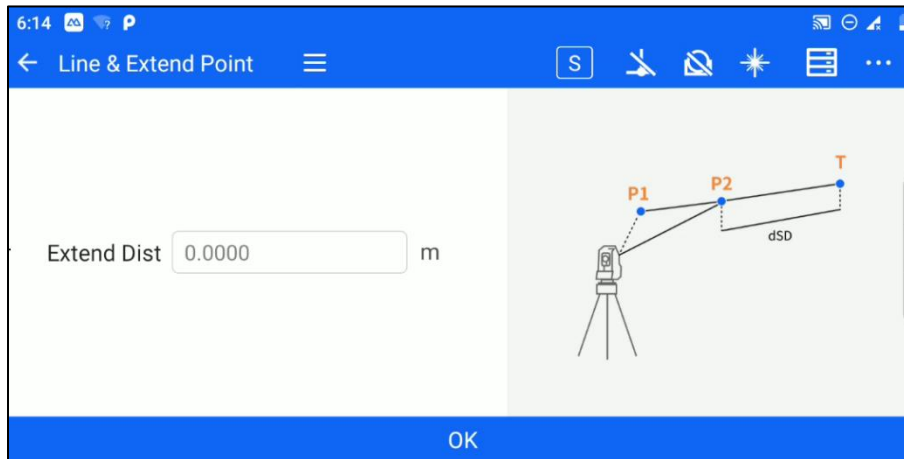 6:14
Line & Extend Point
S
T
P2
P1
dSD
Extend Dist 0.0000 m
OK